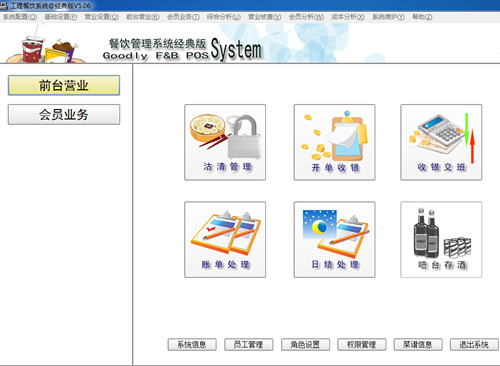 工理餐饮系统@经典版V5.06
系统配置(O) 基础设置(P) 营业设置(Q) 前台营业(R) 会员业务(T) 综合分析(U) 营业核查(V) 会员分析(W) 成本分析(X) 系统维护(Y) 帮助(Z)
餐饮管理系统经典版
Goodly F&B POS System
前台营业
会员业务
沽清管理 开单收银 收银交班
账单处理 日结处理 吧台存酒
系统信息 员工管理 角色设置 权限管理 菜谱信息 退出系统